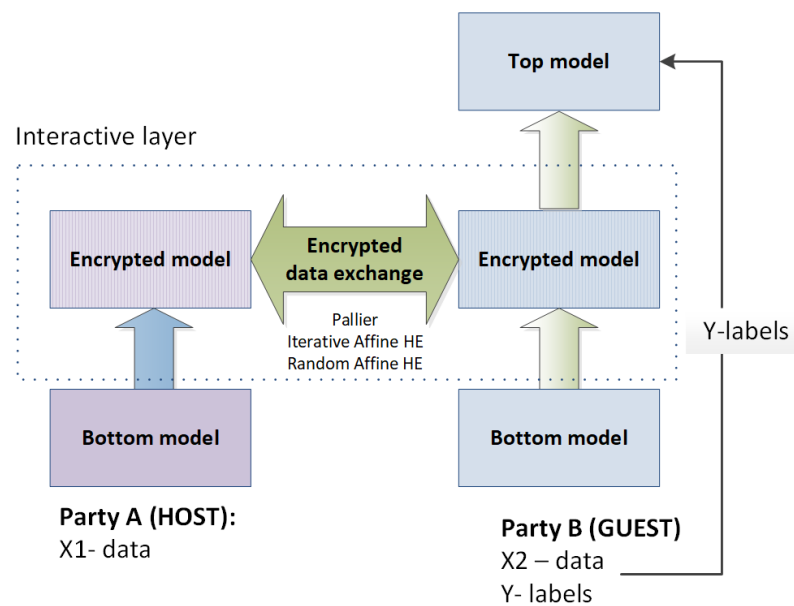 Top model
Interactive layer
Encrypted model
Encrypted
data exchange
Encrypted model
Pallier
Iterative Affine HE
Random Affine HE
Y-labels
Bottom model
Bottom model
Party A (HOST):
X1- data
Party B (GUEST)
X2 – data
Y- labels